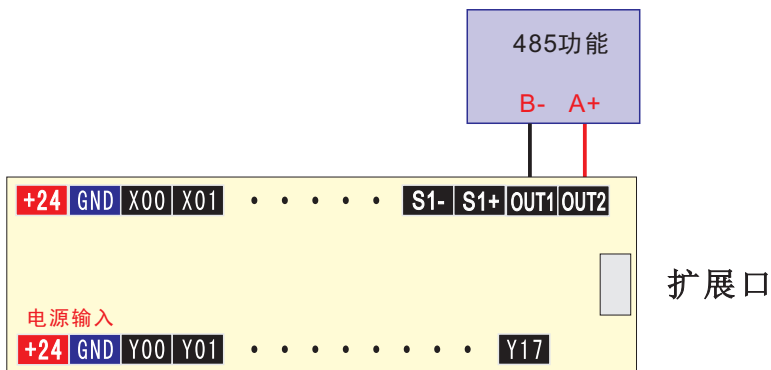 485功能
B- A+
+24 GND X00 X01 · · · · · S1- S1+ OUT1 OUT2
扩展口
电源输入
+24 GND Y00 Y01 · · · · · · · · Y17